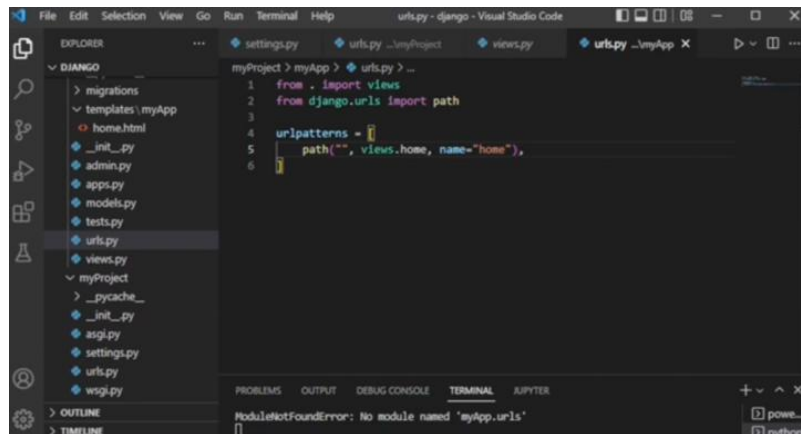 File Edit Selection View Go Run Terminal Help urls.py - django - Visual Studio Code
EXPLORER
settings.py urls.py ...\myProject views.py urls.py ...\myApp
DJANGO
myProject > myApp > urls.py > ...
migrations
templates\myApp
home.html
__init__.py
admin.py
apps.py
models.py
tests.py
urls.py
views.py
myProject
__pycache__
__init__.py
asgi.py
settings.py
urls.py
wsgi.py
OUTLINE
TIMELINE
1 from . import views
2 from django.urls import path
3
4 urlpatterns = [
5 path("", views.home, name="home"),
6 ]
PROBLEMS OUTPUT DEBUG CONSOLE TERMINAL JUPYTER
ModuleNotFoundError: No module named 'myApp.urls'
powe...
python